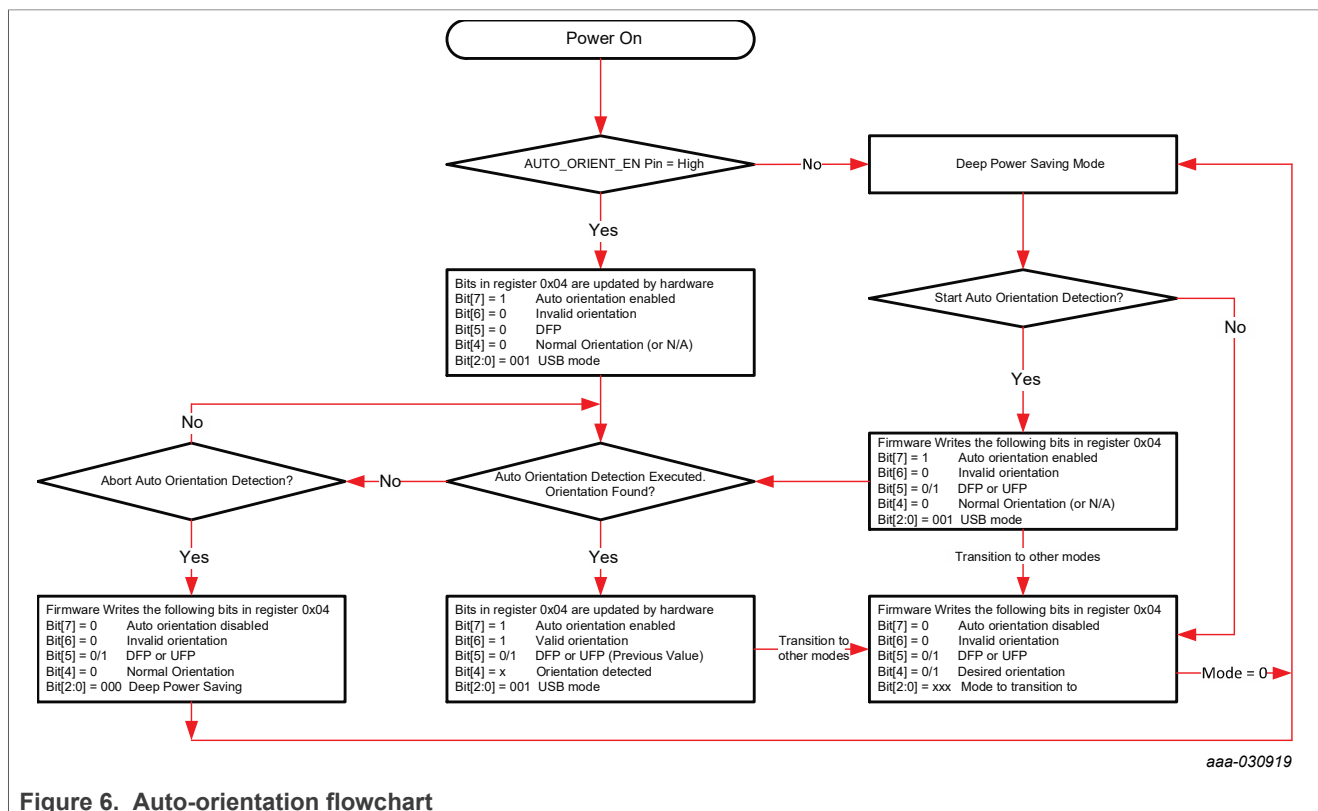 Power On
AUTO_ORIENT_EN Pin = High
No
Deep Power Saving Mode
Yes
Bits in register 0x04 are updated by hardware
Bit[7] = 1 Auto orientation enabled
Bit[6] = 0 Invalid orientation
Bit[5] = 0 DFP
Bit[4] = 0 Normal Orientation (or N/A)
Bit[2:0] = 001 USB mode
Start Auto Orientation Detection?
No
Yes
No
Abort Auto Orientation Detection?
No
Auto Orientation Detection Executed.
Orientation Found?
Firmware Writes the following bits in register 0x04
Bit[7] = 1 Auto orientation enabled
Bit[6] = 0 Invalid orientation
Bit[5] = 0/1 DFP or UFP
Bit[4] = 0 Normal Orientation (or N/A)
Bit[2:0] = 001 USB mode
Yes
Yes
Transition to other modes
Firmware Writes the following bits in register 0x04
Bit[7] = 0 Auto orientation disabled
Bit[6] = 0 Invalid orientation
Bit[5] = 0/1 DFP or UFP
Bit[4] = 0 Normal Orientation
Bit[2:0] = 000 Deep Power Saving
Bits in register 0x04 are updated by hardware
Bit[7] = 1 Auto orientation enabled
Bit[6] = 1 Valid orientation
Bit[5] = 0/1 DFP or UFP (Previous Value)
Bit[4] = x Orientation detected
Bit[2:0] = 001 USB mode
Transition to
other modes
Firmware Writes the following bits in register 0x04
Bit[7] = 0 Auto orientation disabled
Bit[6] = 0 Invalid orientation
Bit[5] = 0/1 DFP or UFP
Bit[4] = 0/1 Desired orientation
Bit[2:0] = xxx Mode to transition to
Mode = 0
aaa-030919
Figure 6. Auto-orientation flowchart